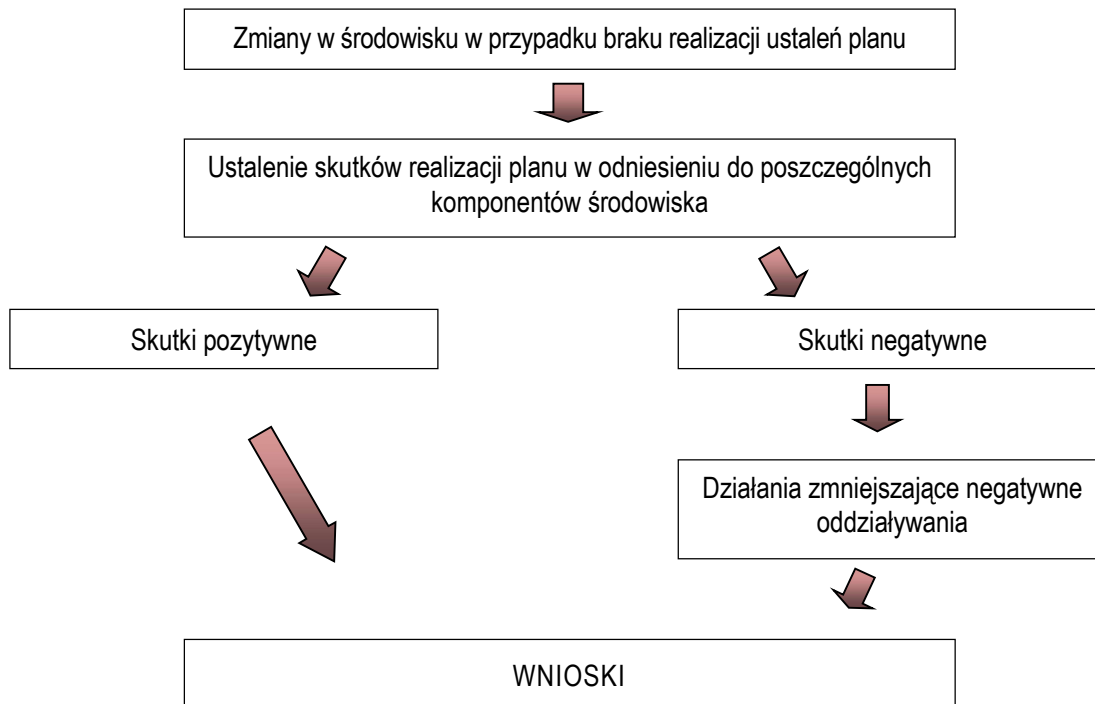 Zmiany w środowisku w przypadku braku realizacji ustaleń planu
Ustalenie skutków realizacji planu w odniesieniu do poszczególnych
komponentów środowiska
Skutki pozytywne
Skutki negatywne
Działania zmniejszające negatywne
oddziaływania
WNIOSKI